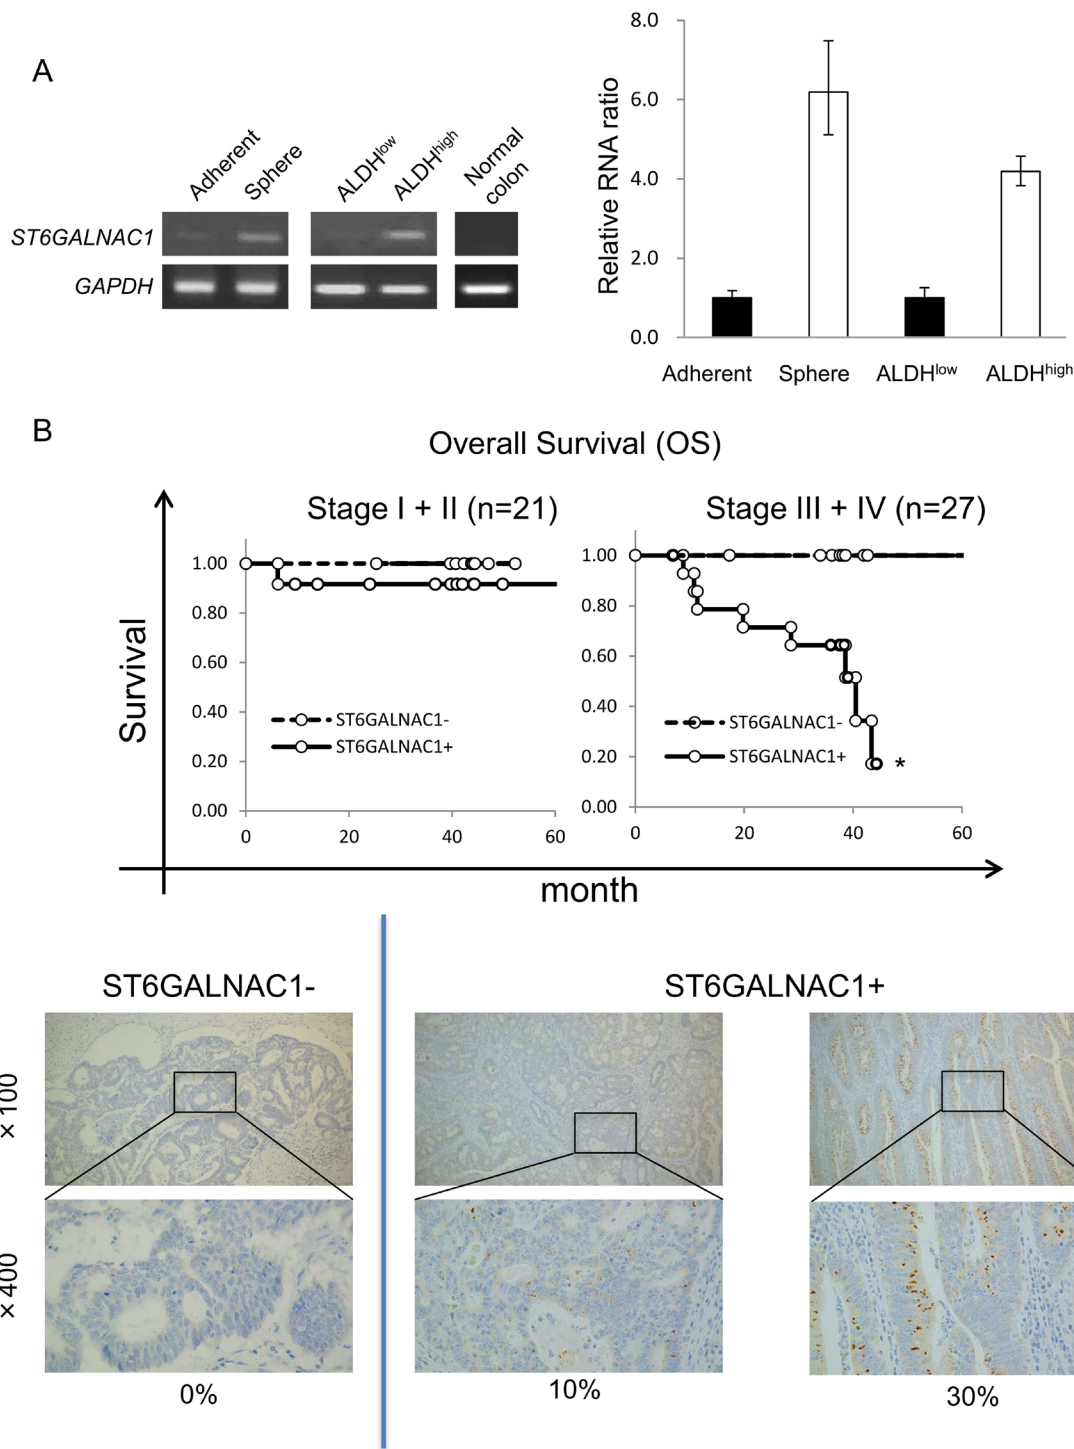 A
Adherent
Sphere
ALDHlow
ALDHhigh
Normal
colon
ST6GALNAC1
GAPDH
Relative RNA ratio
8.0
6.0
4.0
2.0
0.0
Adherent
Sphere
ALDHlow
ALDHhigh
B
Overall Survival (OS)
Survival
Stage I + II (n=21)
1.00
0.80
0.60
0.40
0.20
0.00
ST6GALNAC1-
ST6GALNAC1+
0
20
40
60
Stage III + IV (n=27)
1.00
0.80
0.60
0.40
0.20
0.00
ST6GALNAC1-
ST6GALNAC1+
*
0
20
40
60
month
ST6GALNAC1-
ST6GALNAC1+
×100
×400
0%
10%
30%